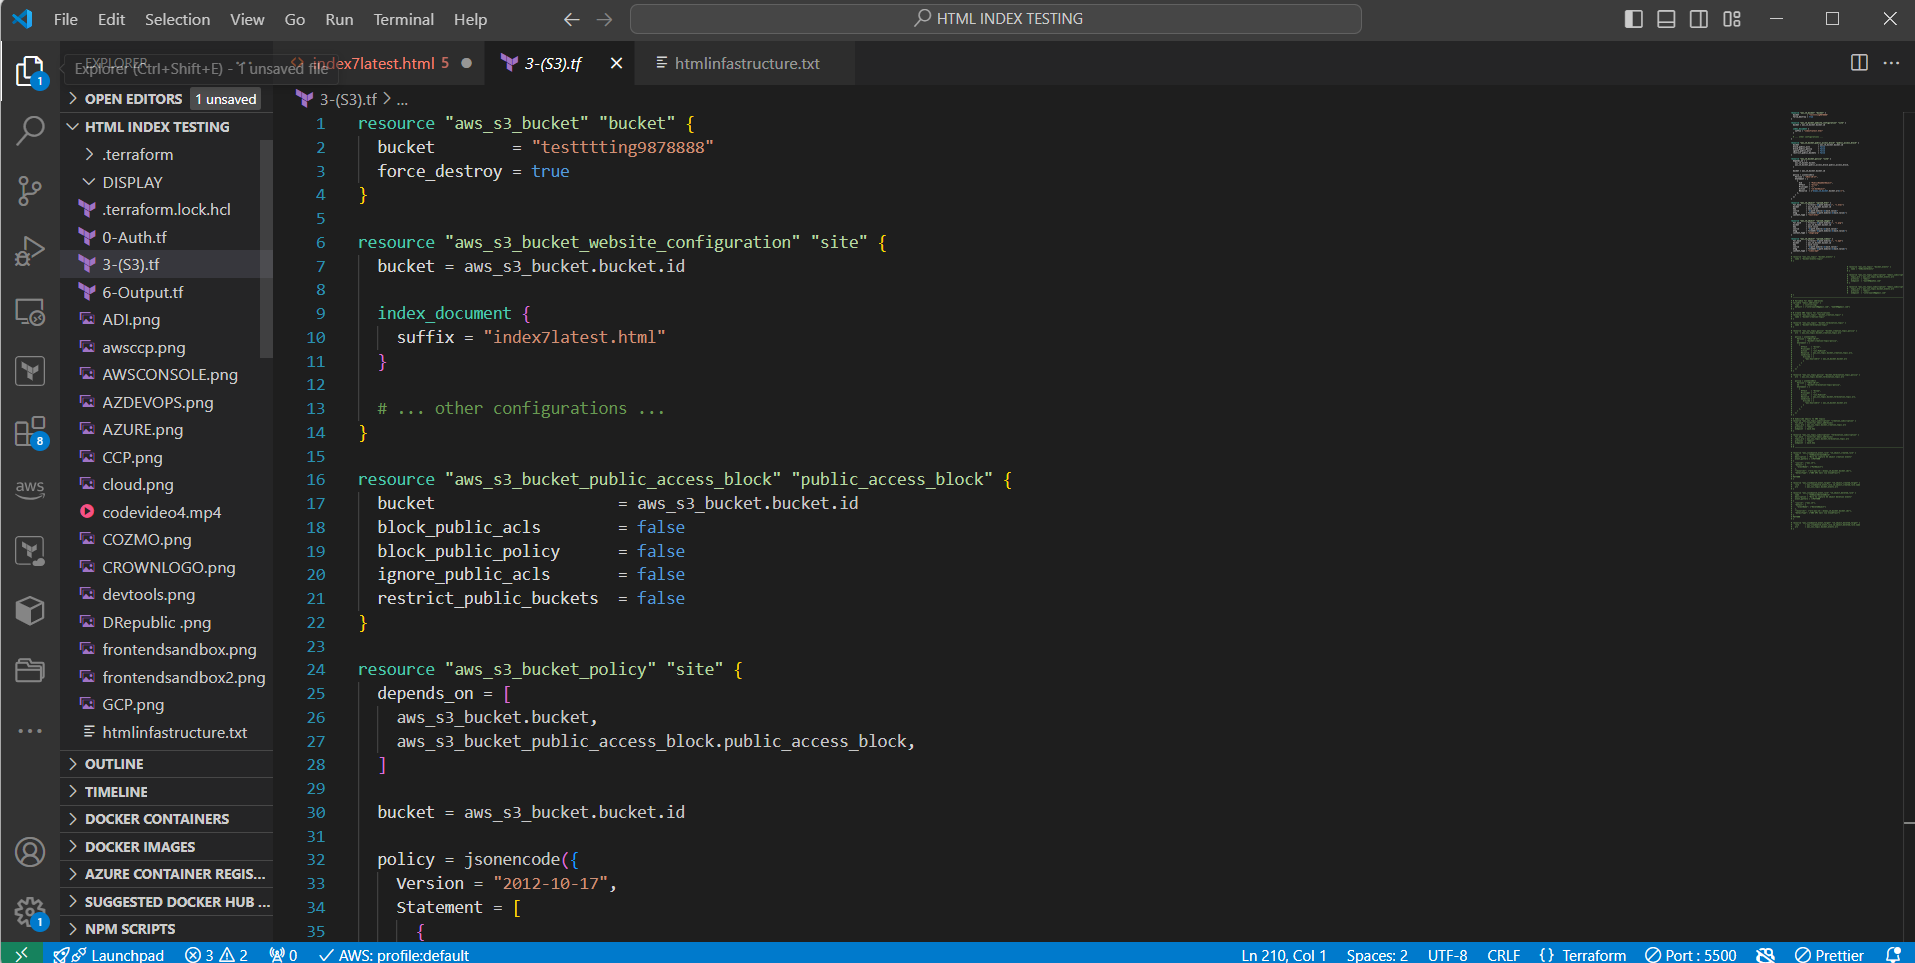 File Edit Selection View Go Run Terminal Help
HTML INDEX TESTING
EXPLORER
Explorer (Ctrl+Shift+E) - 1 unsaved file
index7latest.html 5
3-(S3).tf
htmlinfastructure.txt
OPEN EDITORS 1 unsaved
HTML INDEX TESTING
.terraform
DISPLAY
.terraform.lock.hcl
0-Auth.tf
3-(S3).tf
6-Output.tf
ADI.png
awsccp.png
AWSCONSOLE.png
AZDEVOPS.png
AZURE.png
CCP.png
cloud.png
codevideo4.mp4
COZMO.png
CROWNLOGO.png
devtools.png
DRepublic .png
frontendsandbox.png
frontendsandbox2.png
GCP.png
htmlinfastructure.txt
OUTLINE
TIMELINE
DOCKER CONTAINERS
DOCKER IMAGES
AZURE CONTAINER REGIS...
SUGGESTED DOCKER HUB ...
NPM SCRIPTS
1
8
aws
1
3-(S3).tf > ...
1 resource "aws_s3_bucket" "bucket" {
2 bucket = "testttting9878888"
3 force_destroy = true
4 }
5
6 resource "aws_s3_bucket_website_configuration" "site" {
7 bucket = aws_s3_bucket.bucket.id
8
9 index_document {
10 suffix = "index7latest.html"
11 }
12
13 # ... other configurations ...
14 }
15
16 resource "aws_s3_bucket_public_access_block" "public_access_block" {
17 bucket = aws_s3_bucket.bucket.id
18 block_public_acls = false
19 block_public_policy = false
20 ignore_public_acls = false
21 restrict_public_buckets = false
22 }
23
24 resource "aws_s3_bucket_policy" "site" {
25 depends_on = [
26 aws_s3_bucket.bucket,
27 aws_s3_bucket_public_access_block.public_access_block,
28 ]
29
30 bucket = aws_s3_bucket.bucket.id
31
32 policy = jsonencode({
33 Version = "2012-10-17",
34 Statement = [
35 {
Launchpad 3 2 0 AWS: profile:default
Ln 210, Col 1 Spaces: 2 UTF-8 CRLF {} Terraform Port : 5500 Prettier